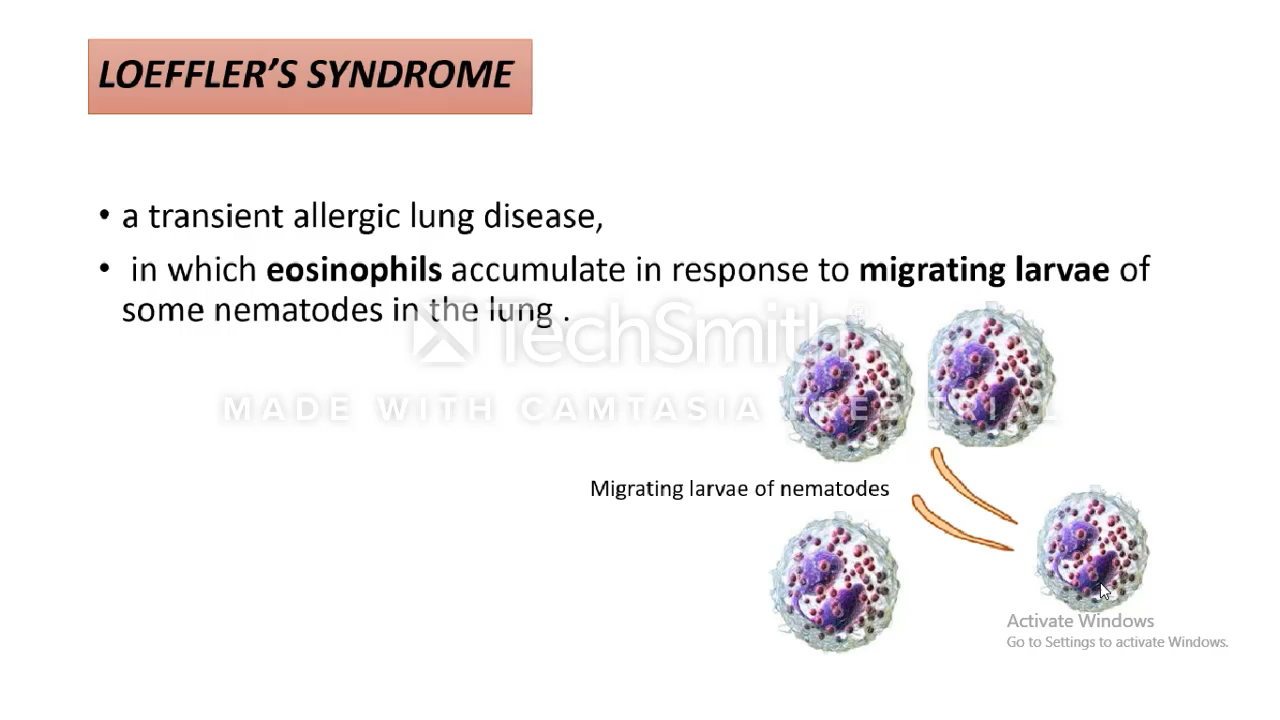 LOEFFLER'S SYNDROME
• a transient allergic lung disease,
• in which eosinophils accumulate in response to migrating larvae of
some nematodes in the lung .
TechSmith
MADE WITH CAMTASIA FREE TRIAL
Migrating larvae of nematodes
Activate Windows
Go to Settings to activate Windows.